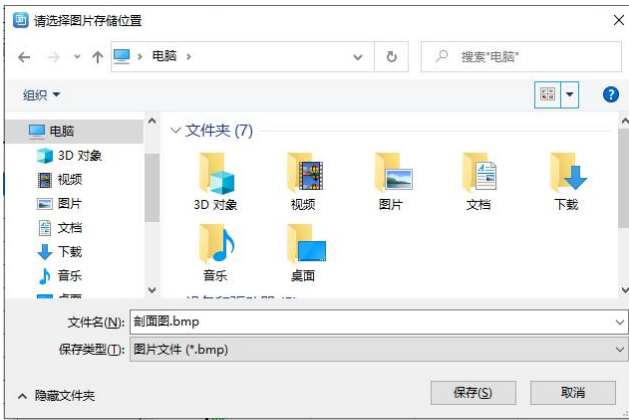 请选择图片存储位置
电脑
搜索"电脑"
组织
电脑
3D 对象
视频
图片
文档
下载
音乐
桌面
文件夹 (7)
3D 对象
视频
图片
文档
下载
音乐
桌面
文件名(N): 剖面图.bmp
保存类型(T): 图片文件 (*.bmp)
隐藏文件夹
保存(S)
取消